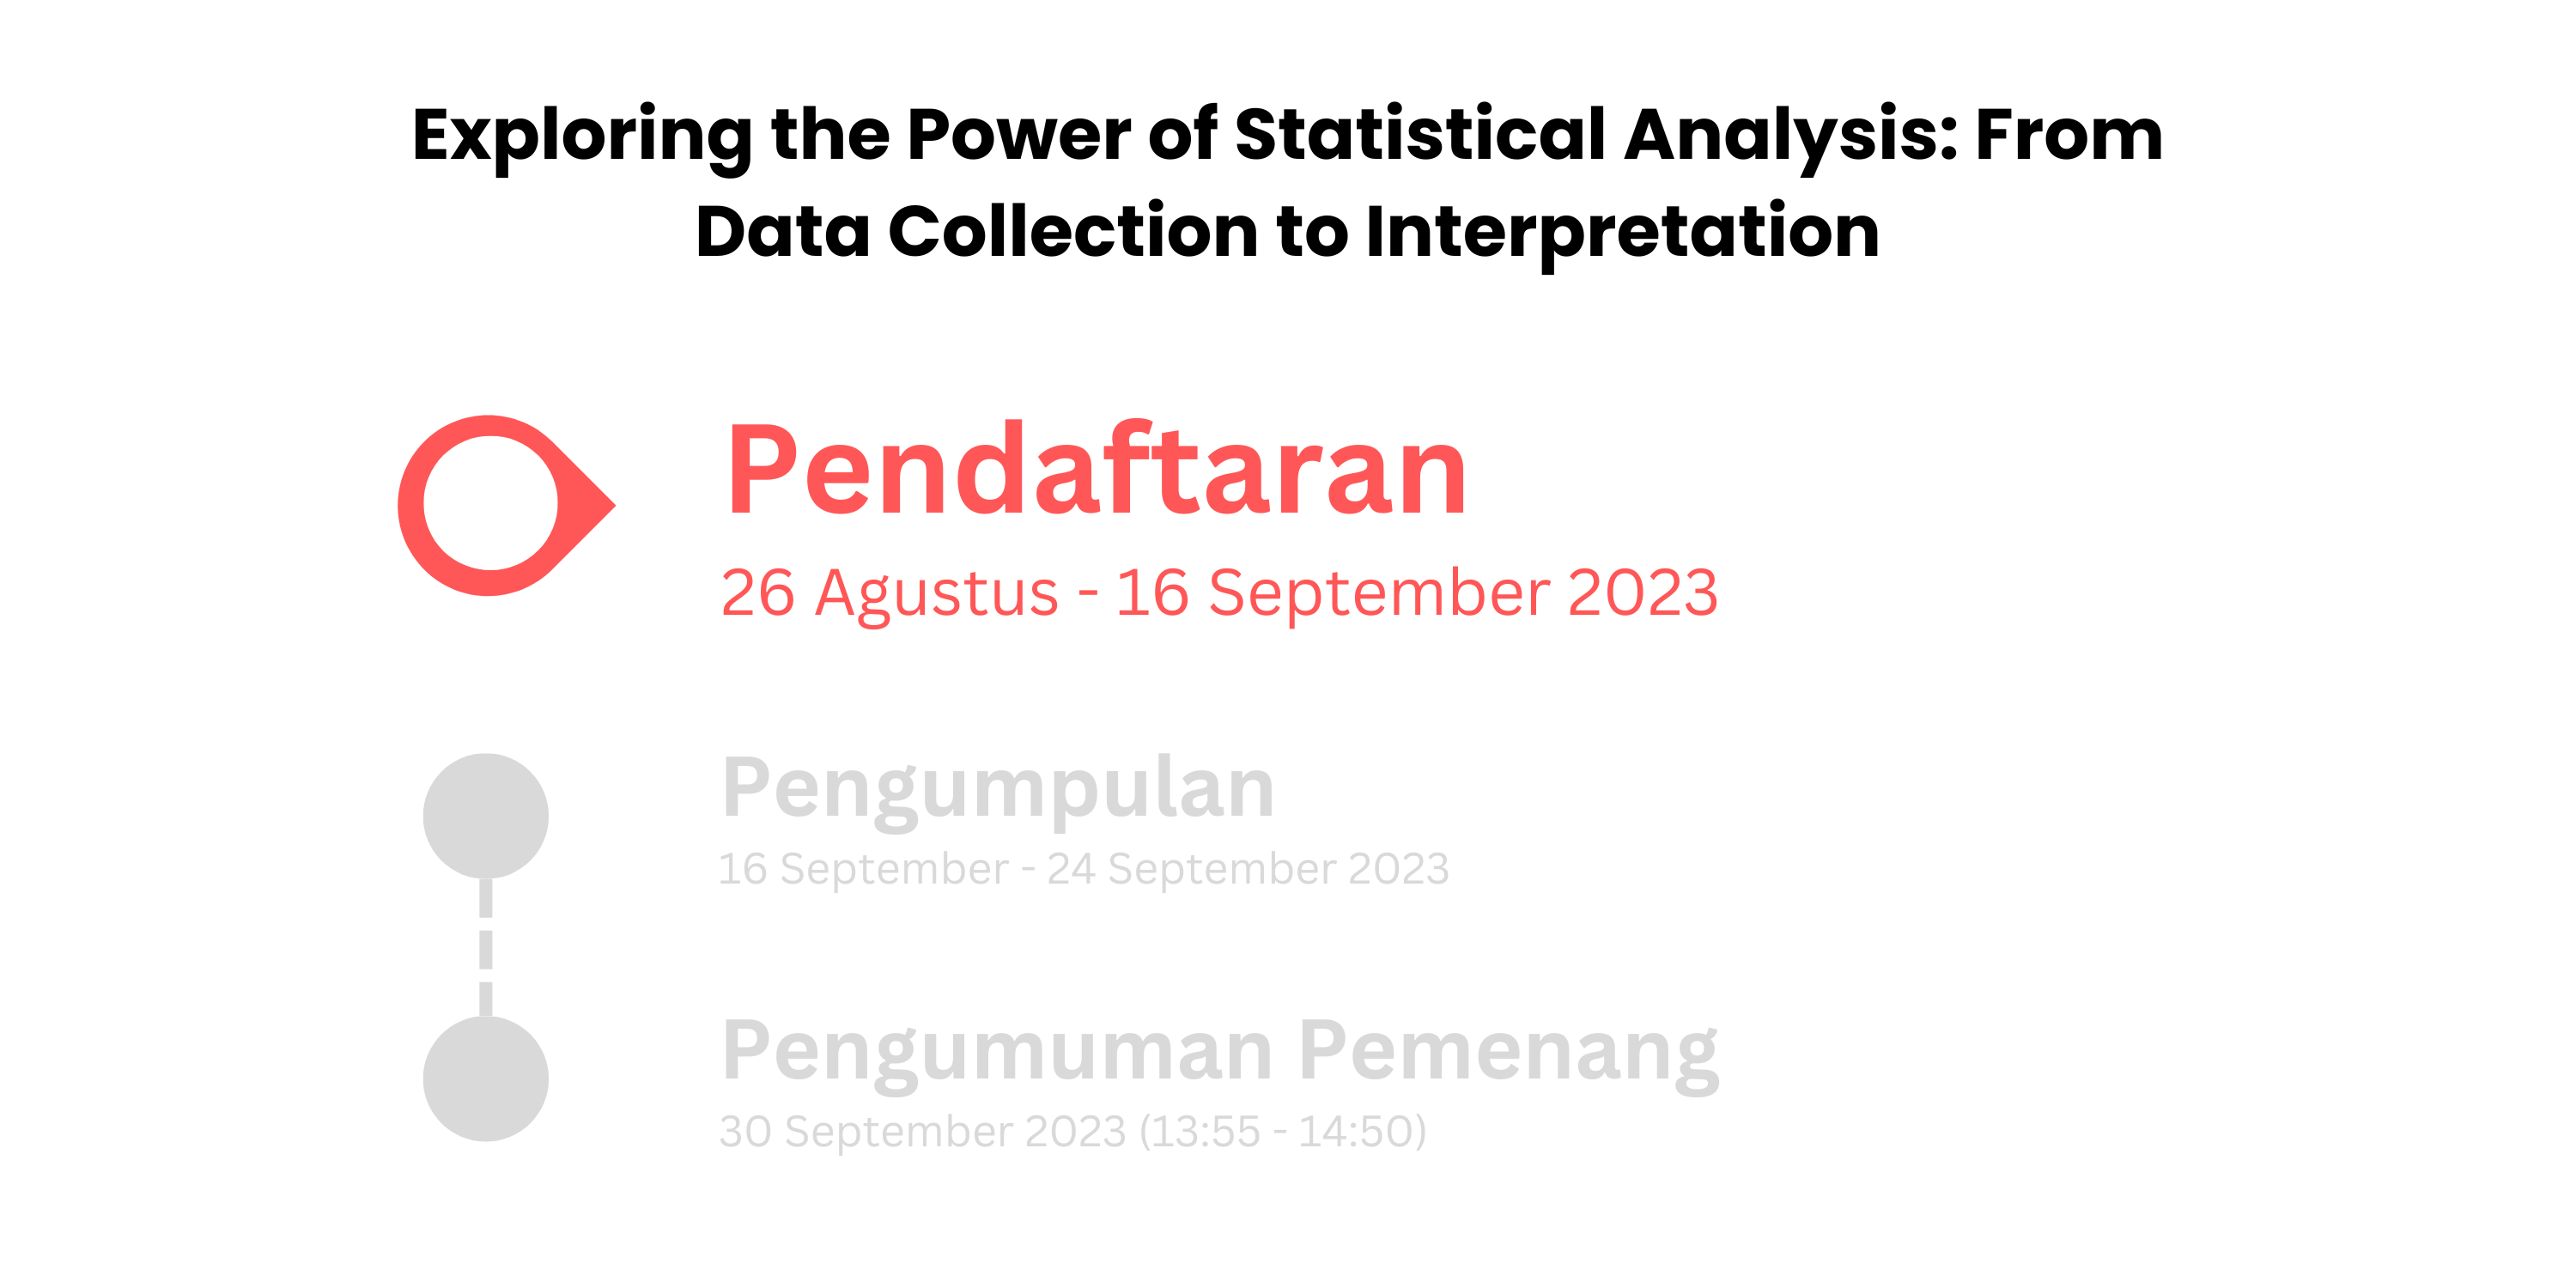 Exploring the Power of Statistical Analysis: From
Data Collection to Interpretation
Pendaftaran
26 Agustus - 16 September 2023
Pengumpulan
16 September - 24 September 2023
Pengumuman Pemenang
30 September 2023 (13:55 - 14:50)